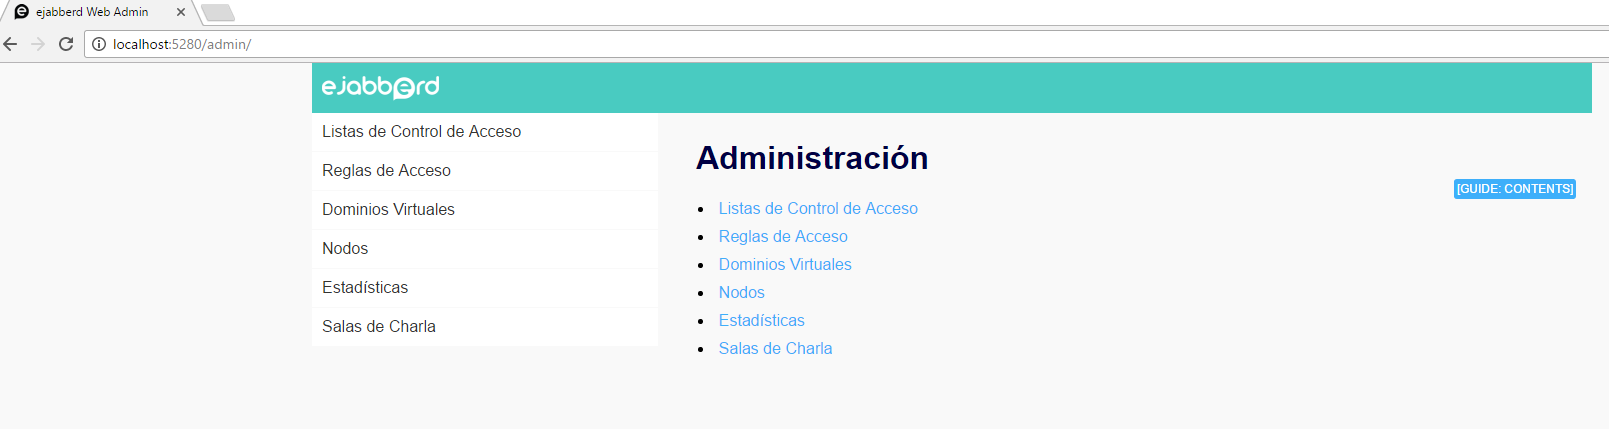 ejabberd Web Admin
localhost:5280/admin/
ejabberd
Listas de Control de Acceso
Reglas de Acceso
Dominios Virtuales
Nodos
Estadísticas
Salas de Charla
Administración
[GUIDE: CONTENTS]
Listas de Control de Acceso
Reglas de Acceso
Dominios Virtuales
Nodos
Estadísticas
Salas de Charla